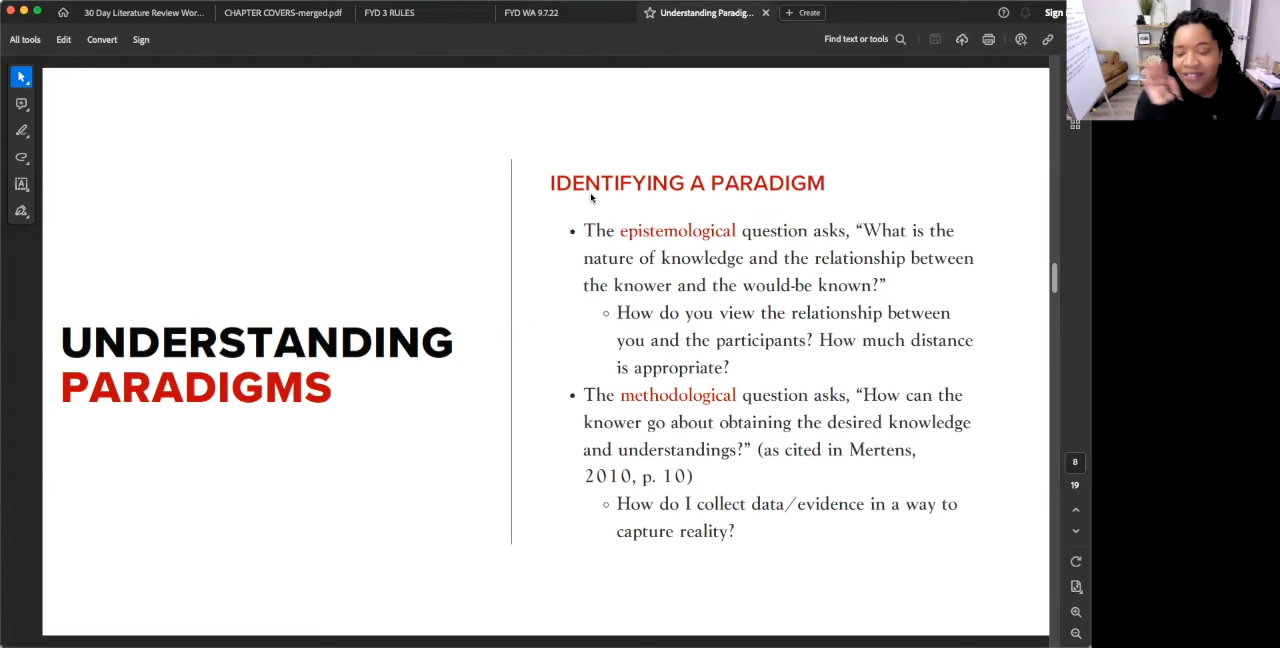 30 Day Literature Review Wor...
CHAPTER COVERS-merged.pdf
FYD 3 RULES
FYD WA 9.7.22
Understanding Paradig...
+ Create
Sign
All tools
Edit
Convert
Sign
Find text or tools
UNDERSTANDING
PARADIGMS
IDENTIFYING A PARADIGM
• The epistemological question asks, “What is the
nature of knowledge and the relationship between
the knower and the would-be known?”
◦ How do you view the relationship between
you and the participants? How much distance
is appropriate?
• The methodological question asks, “How can the
knower go about obtaining the desired knowledge
and understandings?” (as cited in Mertens,
2010, p. 10)
◦ How do I collect data/evidence in a way to
capture reality?
8
19